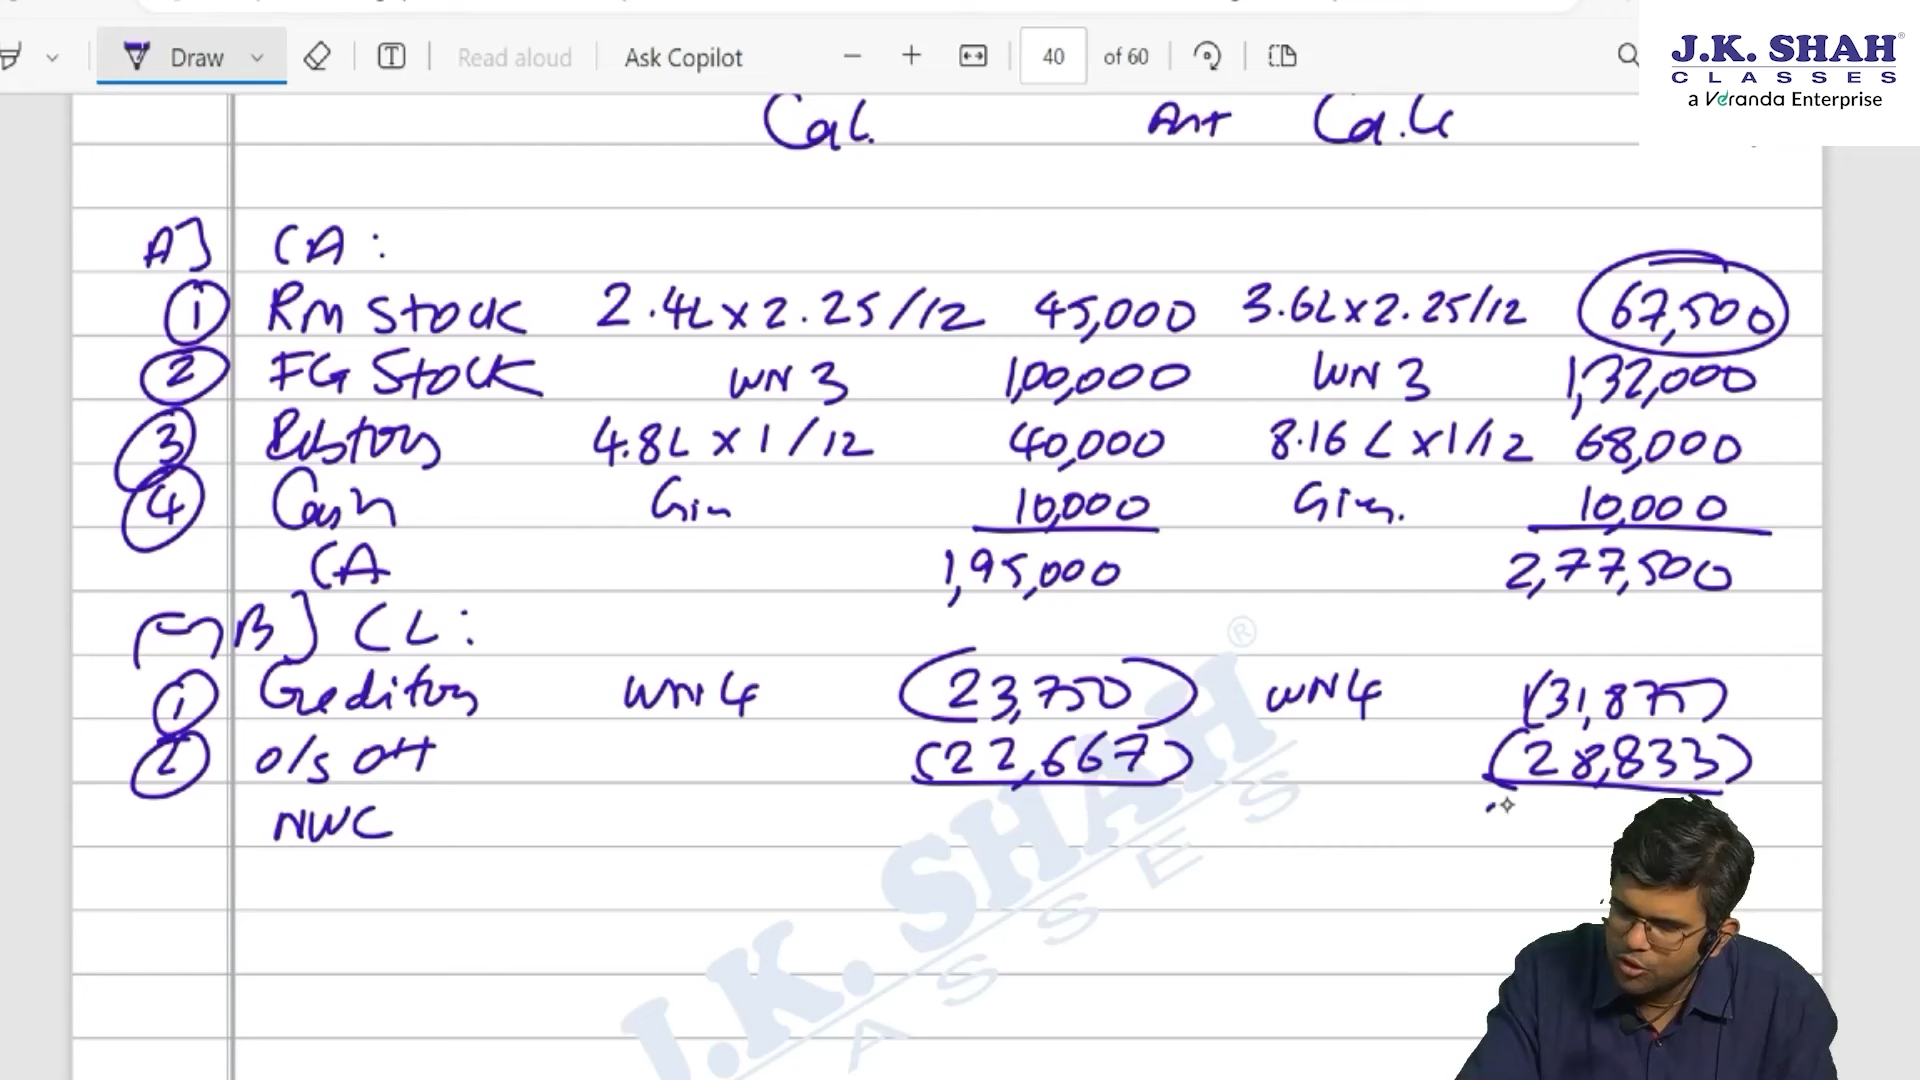 Draw
Read aloud
Ask Copilot
40 of 60
J.K. SHAH®
CLASSES
a Veranda Enterprise
Cal. Amt Calc
A] CA:
① RM Stock 2.4L x 2.25/12 45,000 3.6L x 2.25/12 67,500
② FG Stock WN 3 1,00,000 WN 3 1,32,000
③ Debtors 4.8L x 1/12 40,000 8.16L x 1/12 68,000
④ Cash 10,000 Given. 10,000
CA 1,95,000 2,77,500
(-) B] CL:
① Creditors WN 4 (23,750) WN 4 (31,875)
② o/s OH (22,667) (28,833)
NWC
J.K. SHAH®
CLASSES